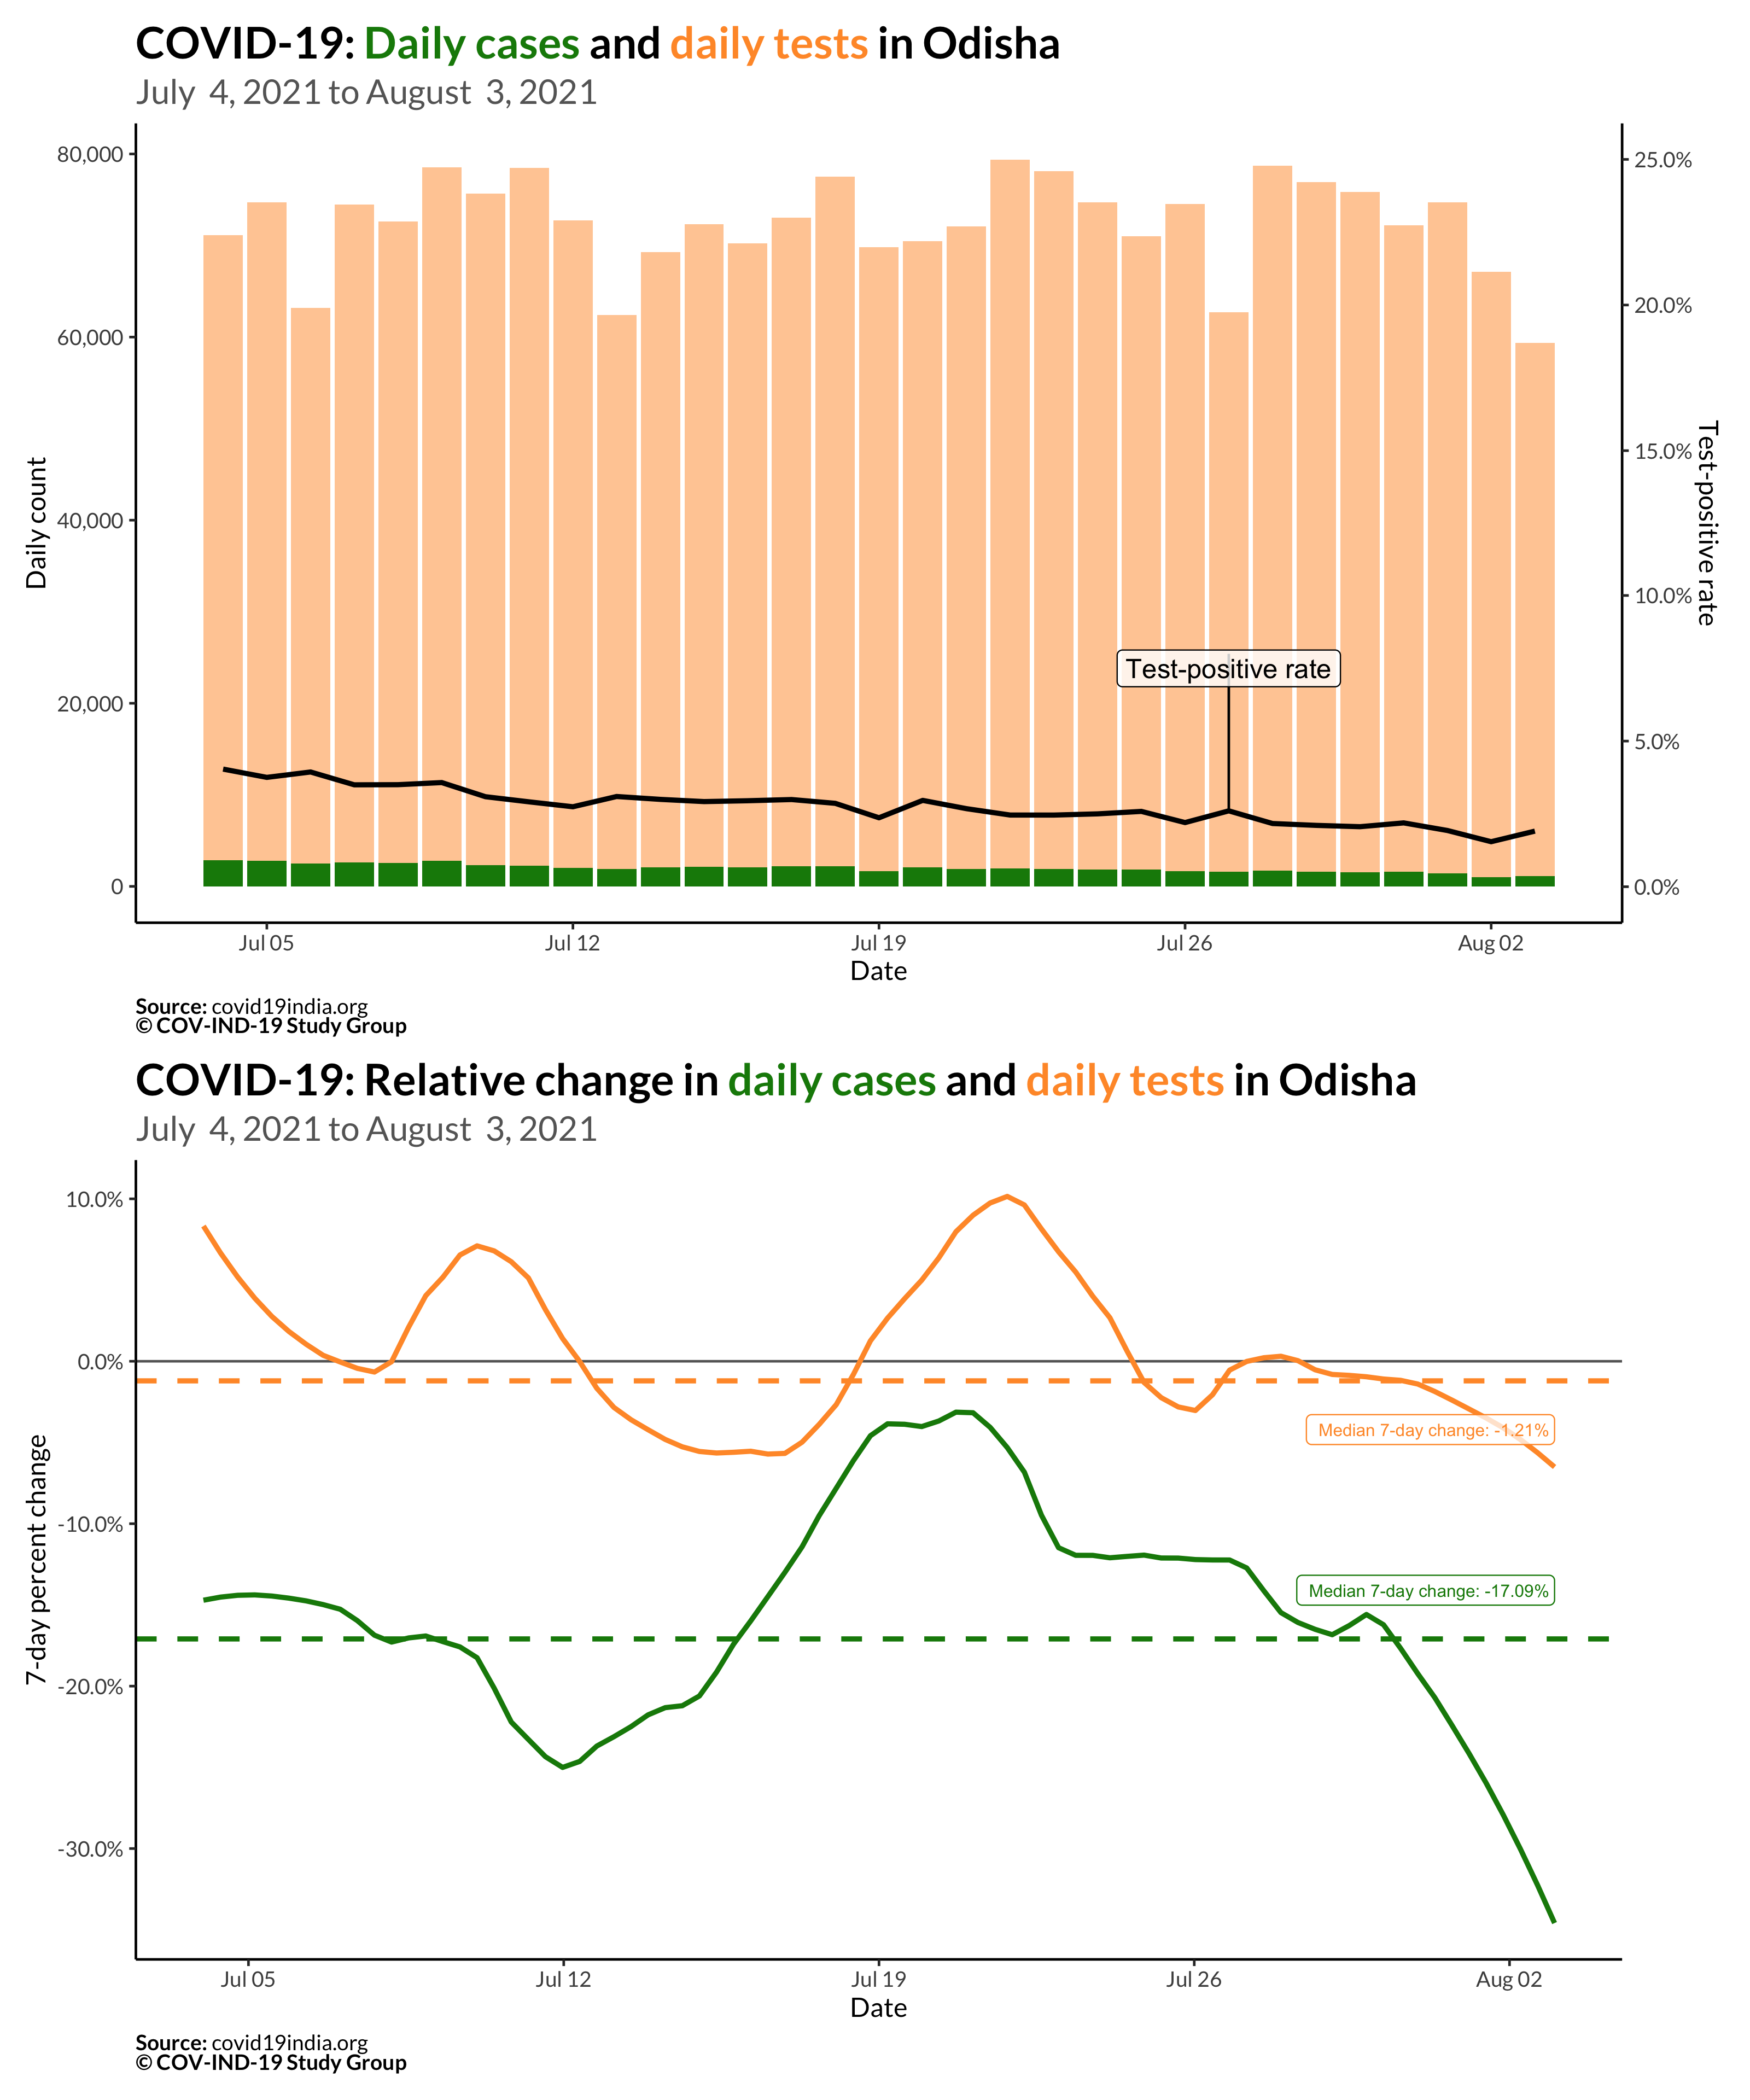 COVID-19: Daily cases and daily tests in Odisha
July 4, 2021 to August 3, 2021
80,000
60,000
40,000
20,000
0
Daily count
25.0%
20.0%
15.0%
10.0%
5.0%
0.0%
Test-positive rate
Test-positive rate
Jul 05
Jul 12
Jul 19
Jul 26
Aug 02
Date
Source: covid19india.org
© COV-IND-19 Study Group
COVID-19: Relative change in daily cases and daily tests in Odisha
July 4, 2021 to August 3, 2021
10.0%
0.0%
-10.0%
-20.0%
-30.0%
7-day percent change
Median 7-day change: -1.21%
Median 7-day change: -17.09%
Jul 05
Jul 12
Jul 19
Jul 26
Aug 02
Date
Source: covid19india.org
© COV-IND-19 Study Group